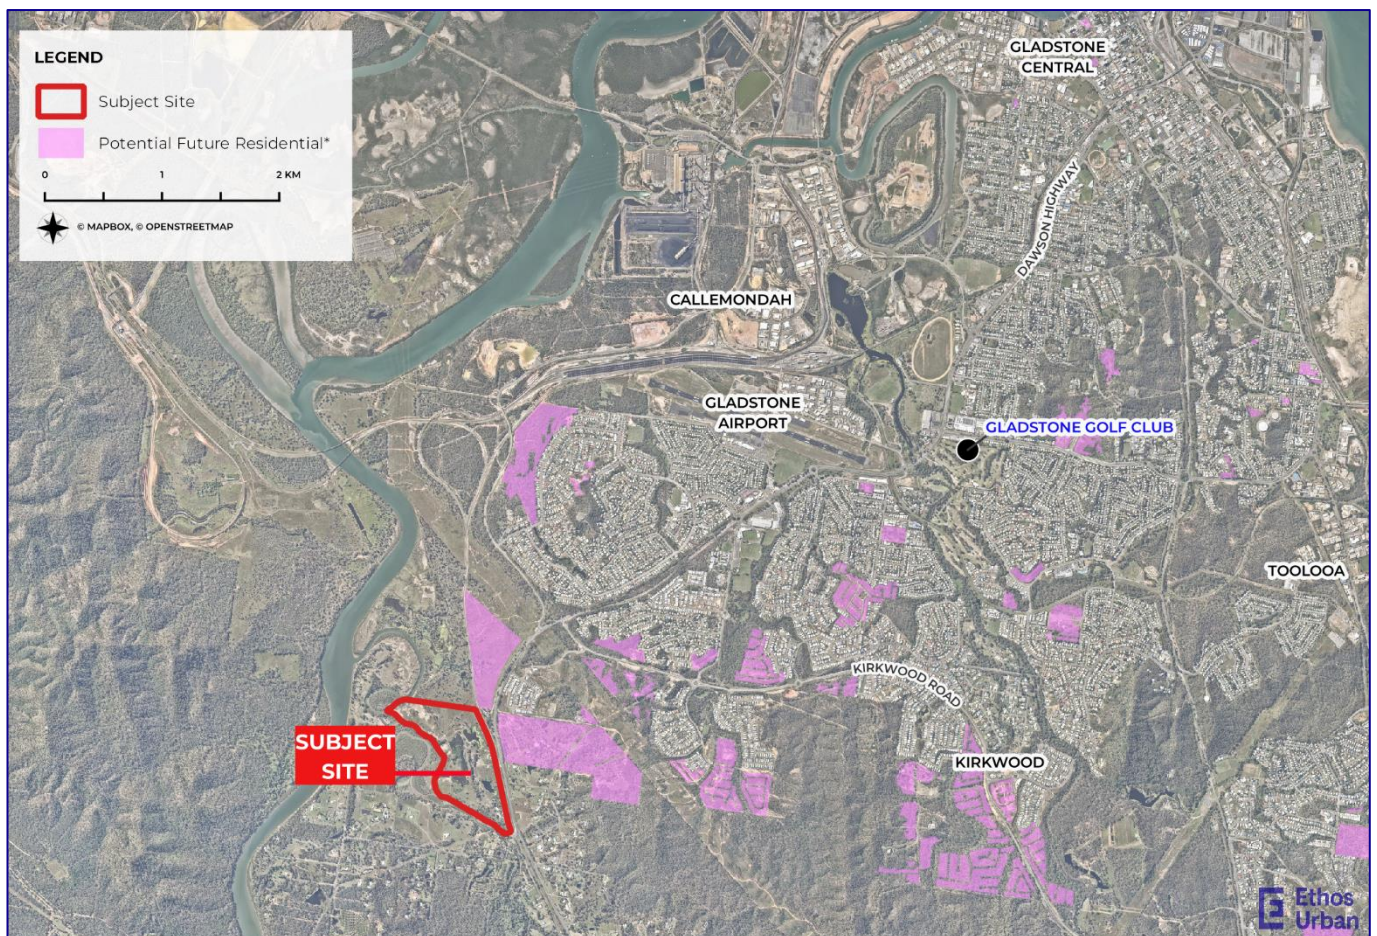 LEGEND
Subject Site
Potential Future Residential*
0 1 2 KM
© MAPBOX, © OPENSTREETMAP
GLADSTONE
CENTRAL
DAWSON HIGHWAY
CALLEMONDAH
GLADSTONE
AIRPORT
GLADSTONE GOLF CLUB
TOOLOOA
KIRKWOOD ROAD
SUBJECT
SITE
KIRKWOOD
Ethos
Urban